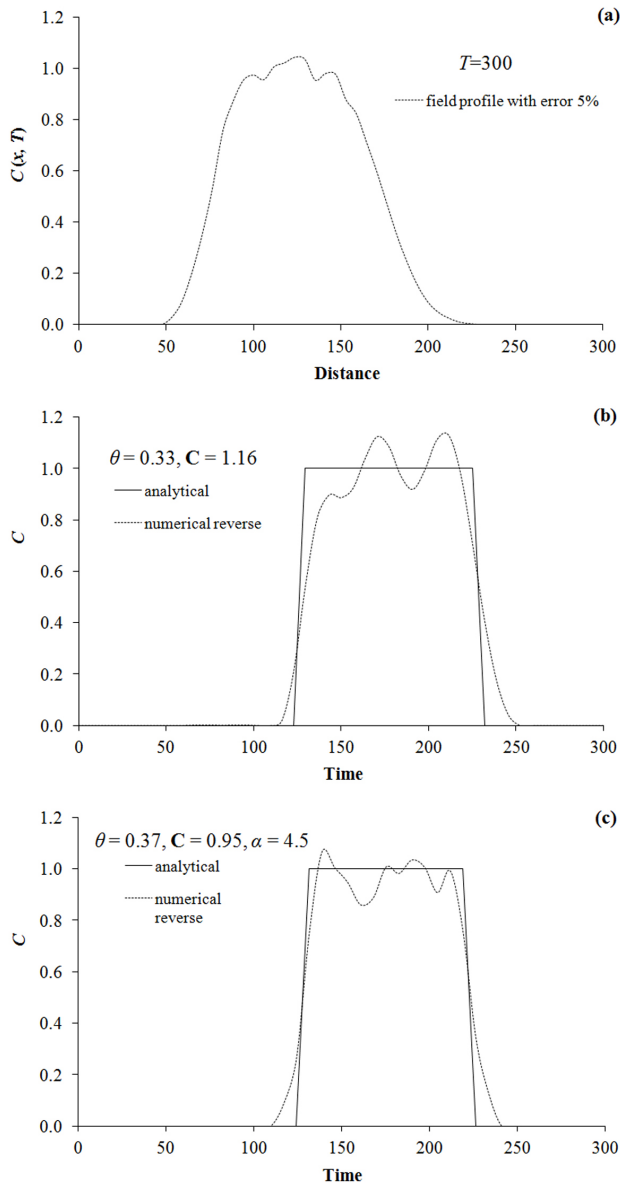 (a)
1.2
1.0
0.8
0.6
0.4
0.2
0.0
C (x, T)
T=300
field profile with error 5%
0 50 100 150 200 250 300
Distance
(b)
1.2
1.0
0.8
0.6
0.4
0.2
0.0
C
θ = 0.33, C = 1.16
analytical
numerical reverse
0 50 100 150 200 250 300
Time
(c)
1.2
1.0
0.8
0.6
0.4
0.2
0.0
C
θ = 0.37, C = 0.95, α = 4.5
analytical
numerical
reverse
0 50 100 150 200 250 300
Time